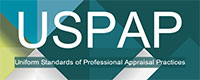 USPAP
Uniform Standards of Professional Appraisal Practices